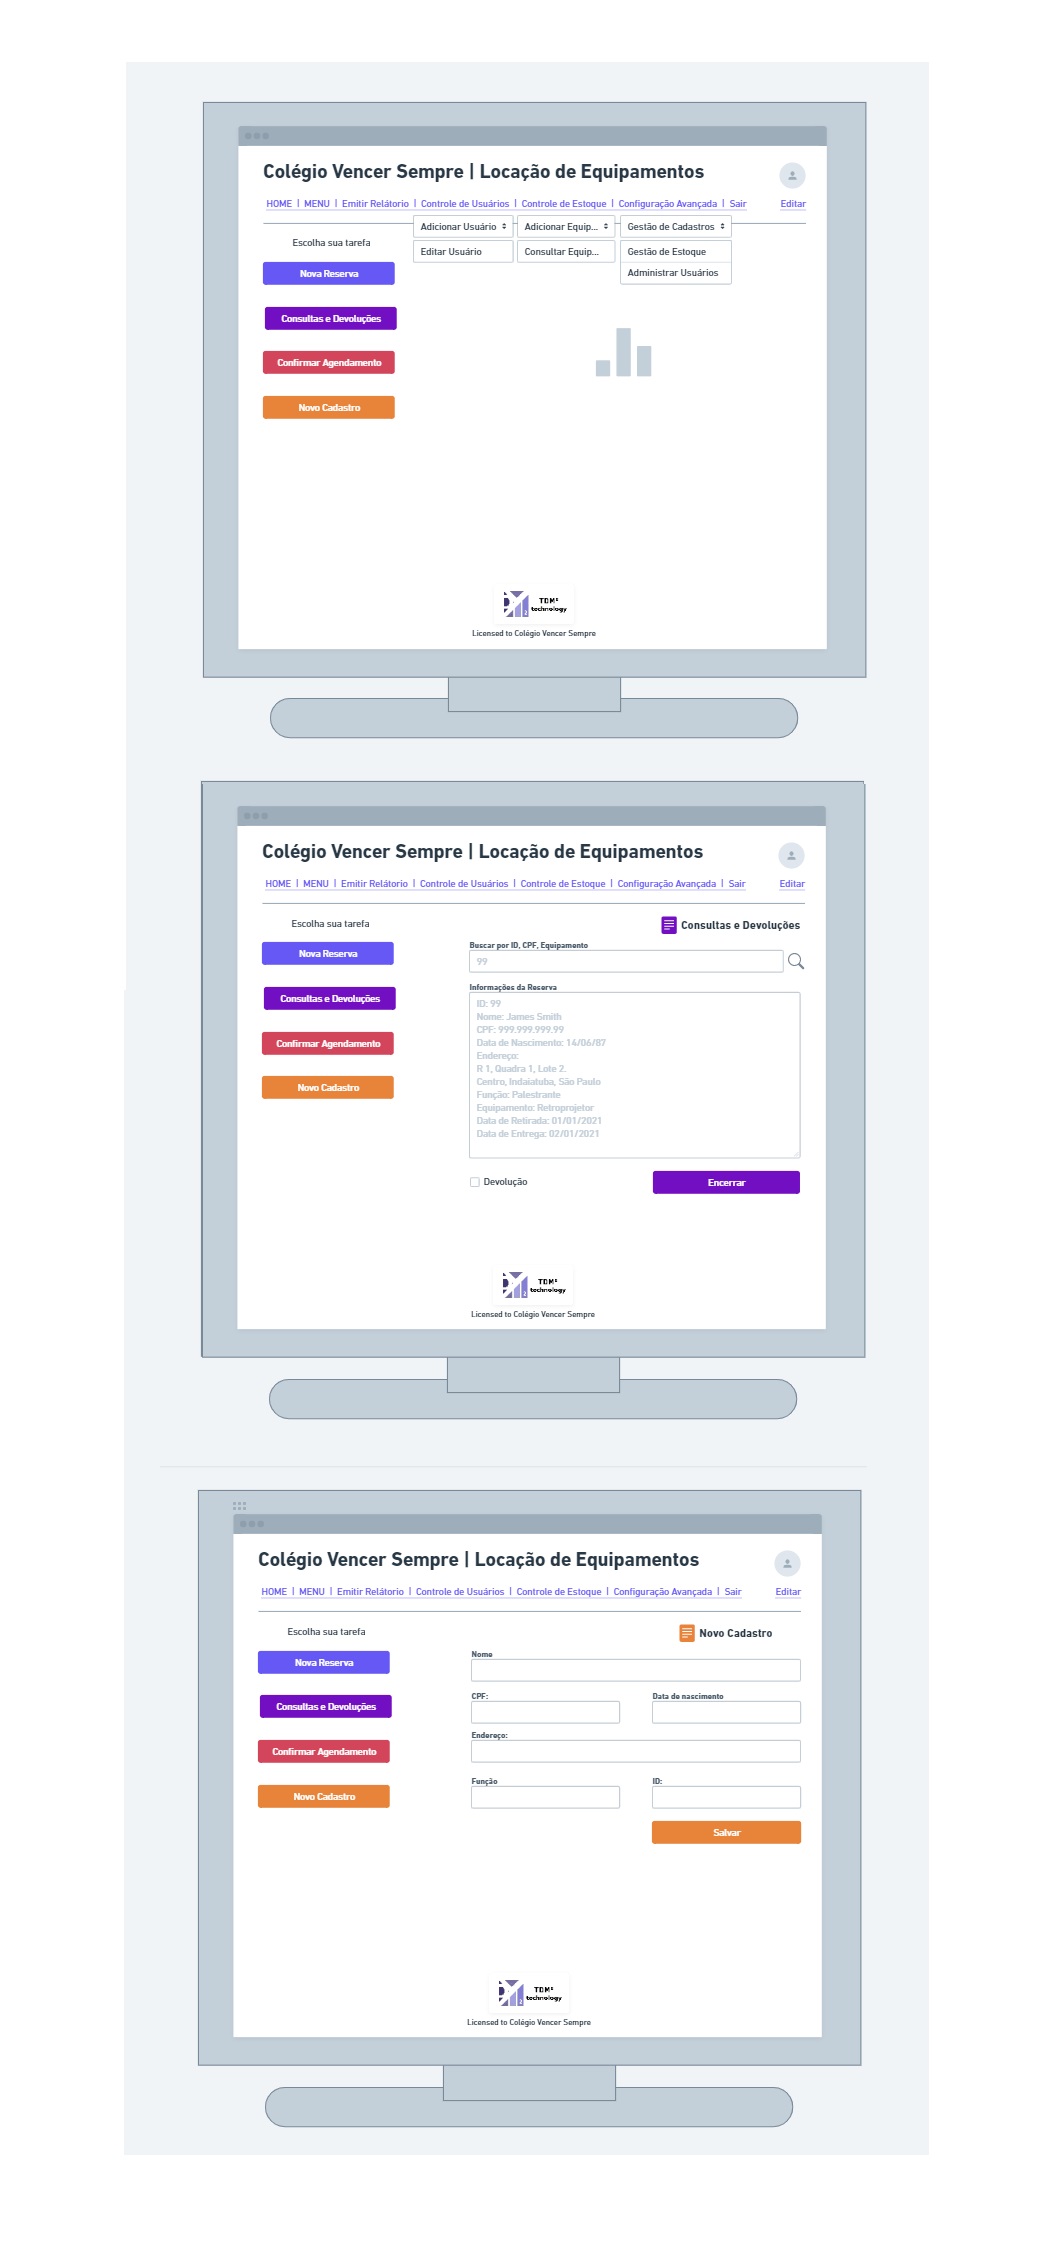 Colégio Vencer Sempre | Locação de Equipamentos
HOME | MENU | Emitir Relátorio | Controle de Usuários | Controle de Estoque | Configuração Avançada | Sair Editar
Adicionar Usuário Adicionar Equip... Gestão de Cadastros
Escolha sua tarefa
Editar Usuário Consultar Equip... Gestão de Estoque
Nova Reserva Administrar Usuários
Consultas e Devoluções
Confirmar Agendamento
Novo Cadastro
TDM²
technology
Licensed to Colégio Vencer Sempre
Colégio Vencer Sempre | Locação de Equipamentos
HOME | MENU | Emitir Relátorio | Controle de Usuários | Controle de Estoque | Configuração Avançada | Sair Editar
Escolha sua tarefa
Nova Reserva
Consultas e Devoluções
Confirmar Agendamento
Novo Cadastro
Consultas e Devoluções
Buscar por ID, CPF, Equipamento
99
Informações da Reserva
ID: 99
Nome: James Smith
CPF: 999.999.999.99
Data de Nascimento: 14/06/87
Endereço:
R 1, Quadra 1, Lote 2.
Centro, Indaiatuba, São Paulo
Função: Palestrante
Equipamento: Retroprojetor
Data de Retirada: 01/01/2021
Data de Entrega: 02/01/2021
Devolução
Encerrar
TDM²
technology
Licensed to Colégio Vencer Sempre
Colégio Vencer Sempre | Locação de Equipamentos
HOME | MENU | Emitir Relátorio | Controle de Usuários | Controle de Estoque | Configuração Avançada | Sair Editar
Escolha sua tarefa
Nova Reserva
Consultas e Devoluções
Confirmar Agendamento
Novo Cadastro
Novo Cadastro
Nome
CPF: Data de nascimento
Endereço:
Função ID:
Salvar
TDM²
technology
Licensed to Colégio Vencer Sempre